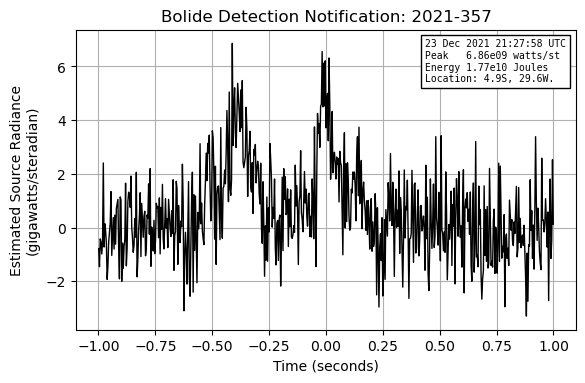 Bolide Detection Notification: 2021-357
23 Dec 2021 21:27:58 UTC
Peak 6.86e09 watts/st
Energy 1.77e10 Joules
Location: 4.9S, 29.6W.
Estimated Source Radiance
(gigawatts/steradian)
6
4
2
0
−2
−1.00 −0.75 −0.50 −0.25 0.00 0.25 0.50 0.75 1.00
Time (seconds)